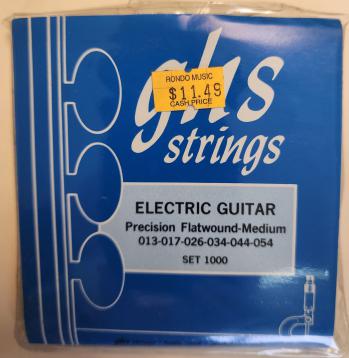 ghs
RONDO MUSIC
$11.49
CASH PRICE
strings
ELECTRIC GUITAR
Precision Flatwound-Medium
013-017-026-034-044-054
SET 1000
ghs